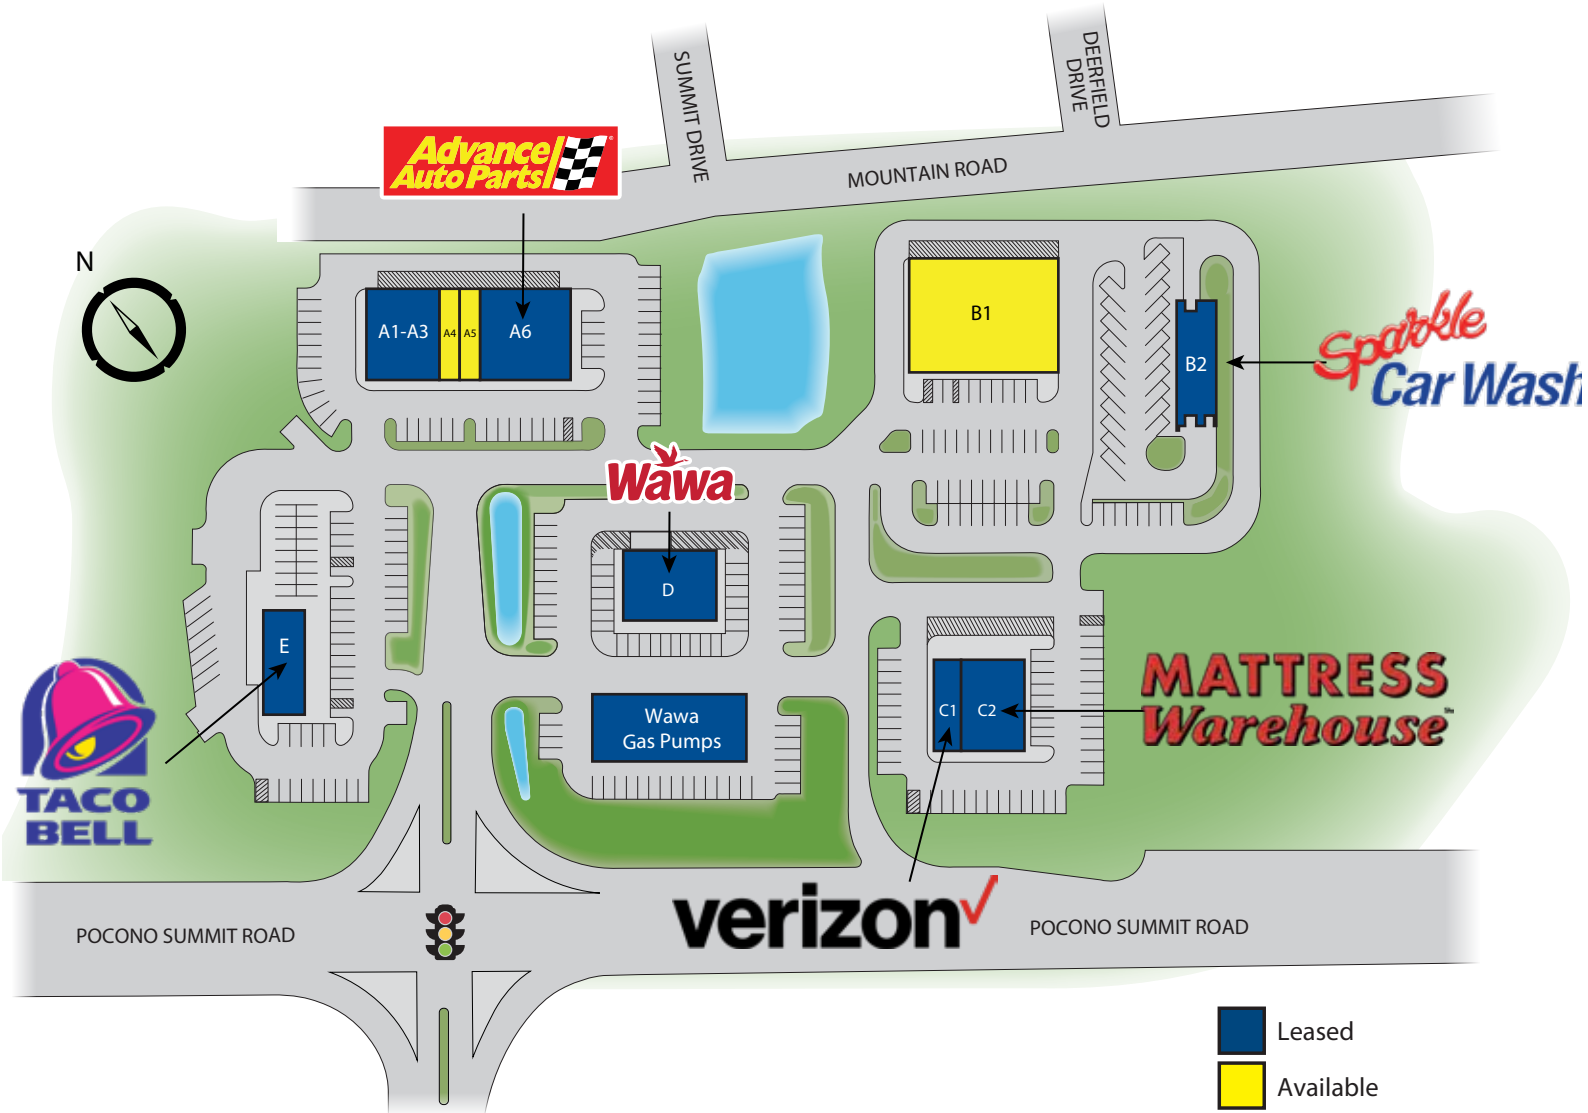 SUMMIT DRIVE
DEERFIELD
DRIVE
MOUNTAIN ROAD
Advance
Auto Parts
N
A1-A3
A4
A5
A6
B1
B2
Sparkle
Car Wash
Wawa
D
E
TACO
BELL
Wawa
Gas Pumps
C1
C2
MATTRESS
Warehouse
verizon
POCONO SUMMIT ROAD
POCONO SUMMIT ROAD
Leased
Available